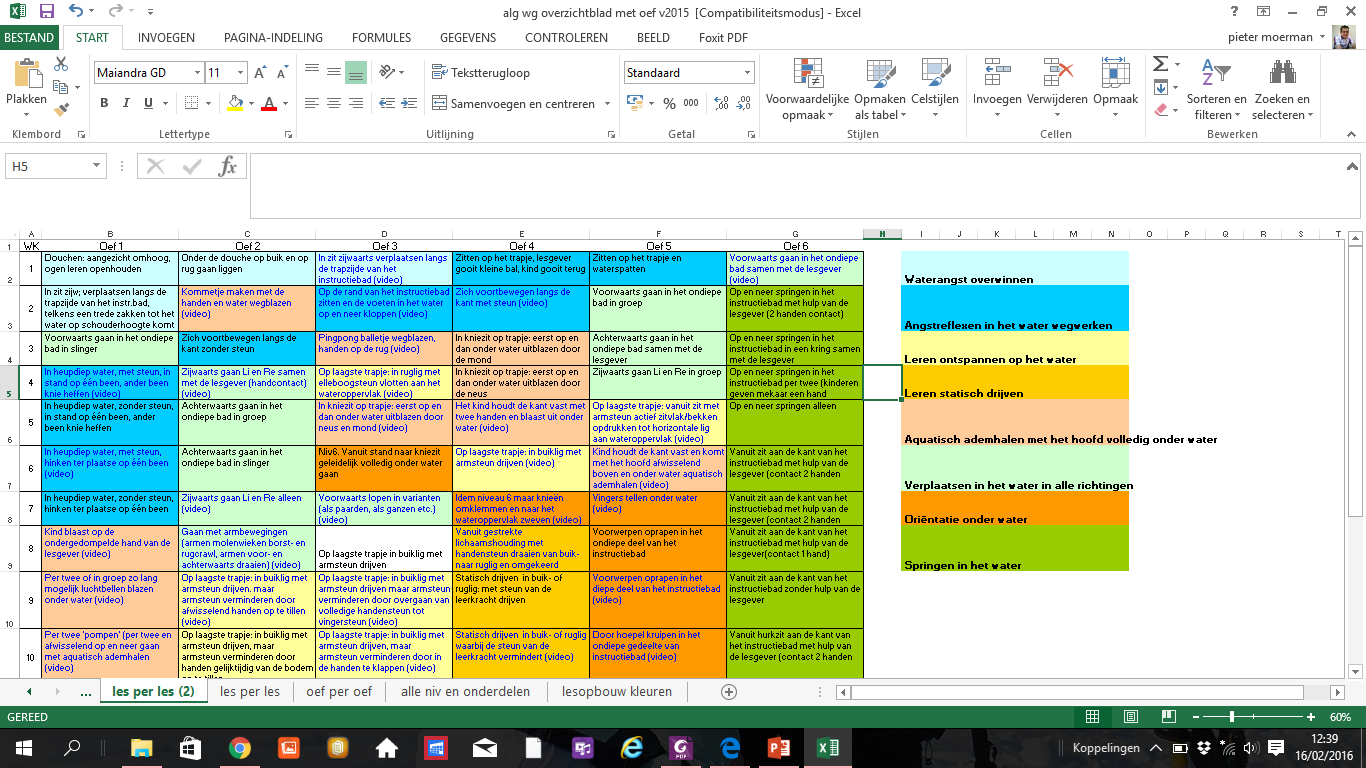 alg wg overzichtblad met oef v2015 [Compatibiliteitsmodus] - Excel
BESTAND START INVOEGEN PAGINA-INDELING FORMULES GEGEVENS CONTROLEREN BEELD Foxit PDF pieter moerman
Plakken
Maiandra GD 11
Tekstterugloop
Samenvoegen en centreren
Standaard
% 000
Voorwaardelijke opmaak
Opmaken als tabel
Celstijlen
Invoegen Verwijderen Opmaak
Sorteren en filteren
Zoeken en selecteren
Klembord Lettertype Uitlijning Getal Stijlen Cellen Bewerken
H5
A B C D E F G H I J K L M N O P Q R S T
1 WK Oef 1 Oef 2 Oef 3 Oef 4 Oef 5 Oef 6
2
1
Douchen: aangezicht omhoog,
ogen leren openhouden
Onder de douche op buik en op
rug gaan liggen
In zit zijwaarts verplaatsen langs
de trapzijde van het
instructiebad (video)
Zitten op het trapje, lesgever
gooit kleine bal, kind gooit terug
Zitten op het trapje en
waterspatten
Voorwaarts gaan in het ondiepe
bad samen met de lesgever
(video)
3
2
In zit zijw; verplaatsen langs de
trapzijde van het instr.bad,
telkens een trede zakken tot het
water op schouderhoogte komt
Kommetje maken met de
handen en water wegblazen
(video)
Op de rand van het instructiebad
zitten en de voeten in het water
op en neer kloppen (video)
Zich voortbewegen langs de
kant met steun (video)
Voorwaarts gaan in het ondiepe
bad in groep
Op en neer springen in het
instructiebad met hulp van de
lesgever (2 handen contact)
4
3
Voorwaarts gaan in het ondiepe
bad in slinger
Zich voortbewegen langs de
kant zonder steun
Pingpong balletje wegblazen,
handen op de rug (video)
In kniezit op trapje: eerst op en
dan onder water uitblazen door
de mond
Achterwaarts gaan in het
ondiepe bad samen met de
lesgever
Op en neer springen in het
instructiebad in een kring samen
met de lesgever
5
4
In heupdiep water, met steun, in
stand op één been, ander been
knie heffen (video)
Zijwaarts gaan Li en Re samen
met de lesgever (handcontact)
(video)
Op laagste trapje: in ruglig met
elleboogsteun vlotten aan het
wateroppervlak (video)
In kniezit op trapje: eerst op en
dan onder water uitblazen door
de neus
Zijwaarts gaan Li en Re in groep
Op en neer springen in het
instructiebad per twee (kinderen
geven mekaar een hand
6
5
In heupdiep water, zonder steun,
in stand op één been, ander
been knie heffen
Achterwaarts gaan in het
ondiepe bad in groep
In kniezit op trapje: eerst op en
dan onder water uitblazen door
neus en mond (video)
Het kind houdt de kant vast met
twee handen en blaast uit onder
water (video)
Op laagste trapje: vanuit zit met
armsteun actief zitvlak/bekken
opdrukken tot horizontale lig
aan wateroppervlak (video)
Op en neer springen alleen
7
6
In heupdiep water, met steun,
hinken ter plaatse op één been
(video)
Achterwaarts gaan in het
ondiepe bad in slinger
Niv6. Vanuit stand naar kniezit
geleidelijk volledig onder water
gaan
Op laagste trapje: in buiklig met
armsteun drijven (video)
Kind houdt de kant vast en komt
met het hoofd afwisselend
boven en onder water aquatisch
ademhalen (video)
Vanuit zit aan de kant van het
instructiebad met hulp van de
lesgever (contact 2 handen
8
7
In heupdiep water, zonder steun,
hinken ter plaatse op één been
Zijwaarts gaan Li en Re alleen
(video)
Voorwaarts lopen in varianten
(als paarden, als ganzen etc.)
(video)
Idem niveau 6 maar knieën
omklemmen en naar het
wateroppervlak zweven (video)
Vingers tellen onder water
(video)
Vanuit zit aan de kant van het
instructiebad met hulp van de
lesgever (contact 2 handen
9
8
Kind blaast op de
ondergedompelde hand van de
lesgever (video)
Gaan met armbewegingen
(armen molenwieken borst- en
rugcrawl, armen voor- en
achterwaarts draaien) (video)
Op laagste trapje in buiklig met
armsteun drijven
Vanuit gestrekte
lichaamshouding met
handensteun draaien van buik-
naar ruglig en omgekeerd
Voorwerpen oprapen in het
ondiepe deel van het
instructiebad
Vanuit zit aan de kant van het
instructiebad met hulp van de
lesgever(contact 1 hand)
10
9
Per twee of in groep zo lang
mogelijk luchtbellen blazen
onder water (video)
Op laagste trapje: in buiklig met
armsteun drijven. maar
armsteun verminderen door
afwisselend handen op te tillen
(video)
Op laagste trapje: in buiklig met
armsteun drijven maar armsteun
verminderen door overgaan van
volledige handensteun tot
vingersteun (video)
Statisch drijven in buik- of
ruglig: met steun van de
leerkracht drijven
Voorwerpen oprapen in het
diepe deel van het instructiebad
(video)
Vanuit zit aan de kant van het
instructiebad zonder hulp van de
lesgever
10
Per twee 'pompen' (per twee en
afwisselend op en neer gaan
met aquatisch ademhalen
(video)
Op laagste trapje: in buiklig met
armsteun drijven, maar
armsteun verminderen door
handen gelijktijdig van de bodem
Op laagste trapje: in buiklig met
armsteun drijven, maar
armsteun verminderen door in
de handen te klappen (video)
Statisch drijven in buik- of ruglig
waarbij de steun van de
leerkracht vermindert (video)
Door hoepel kruipen in het
ondiepe gedeelte van
instructiebad (video)
Vanuit hurkzit aan de kant van
het instructiebad met hulp van
de lesgever (contact 2 handen
Waterangst overwinnen
Angstreflexen in het water wegwerken
Leren ontspannen op het water
Leren statisch drijven
Aquatisch ademhalen met het hoofd volledig onder water
Verplaatsen in het water in alle richtingen
Oriëntatie onder water
Springen in het water
... les per les (2) les per les oef per oef alle niv en onderdelen lesopbouw kleuren
GEREED 60%
Koppelingen 12:39
16/02/2016